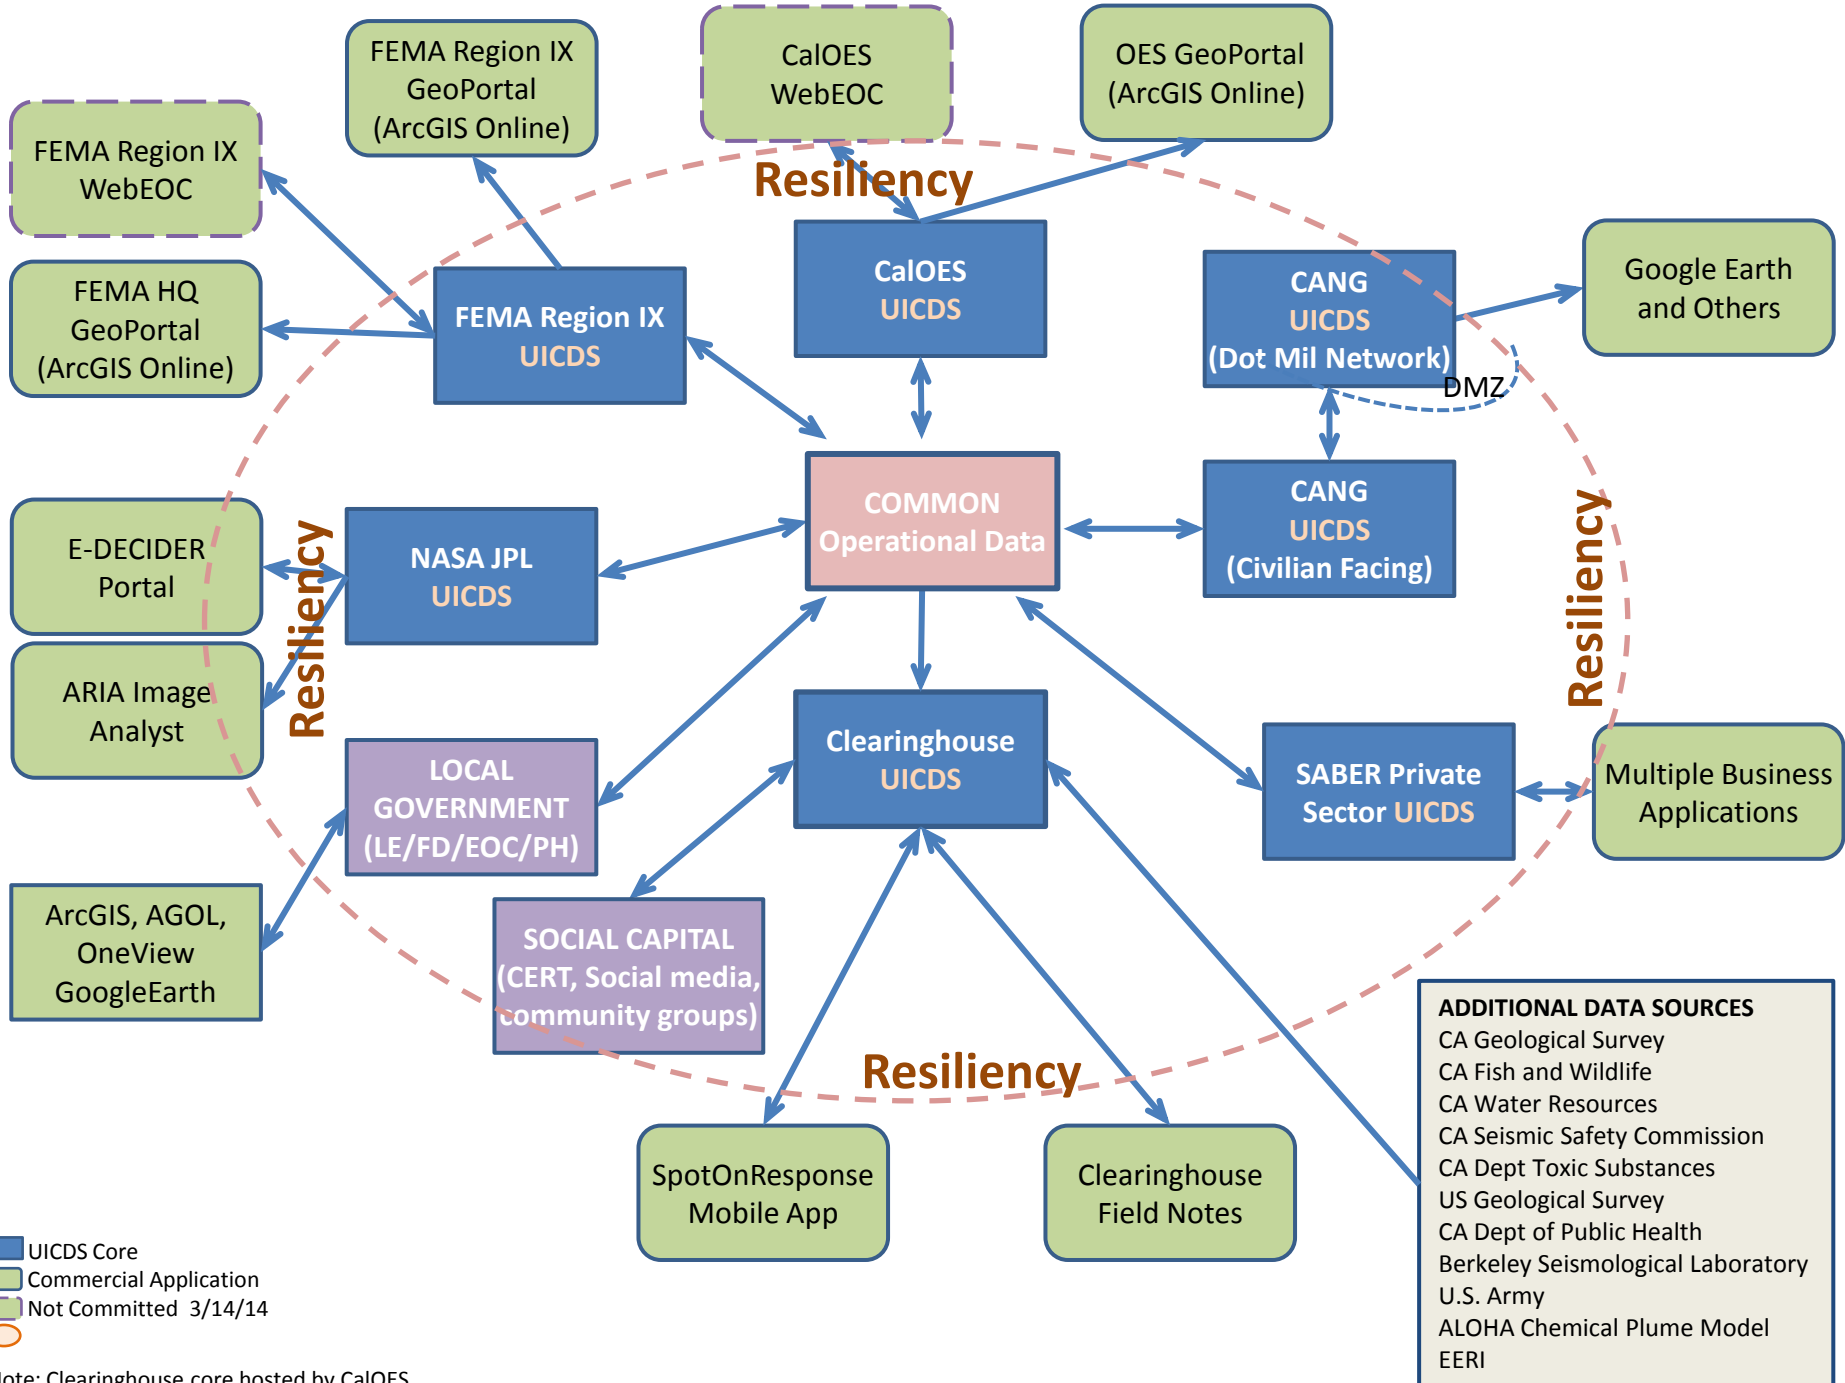 FEMA Region IX
GeoPortal
(ArcGIS Online)
CalOES
WebEOC
OES GeoPortal
(ArcGIS Online)
FEMA Region IX
WebEOC
Resiliency
FEMA HQ
GeoPortal
(ArcGIS Online)
FEMA Region IX
UICDS
CalOES
UICDS
CANG
UICDS
(Dot Mil Network)
DMZ
Google Earth
and Others
COMMON
Operational Data
CANG
UICDS
(Civilian Facing)
Resiliency
E-DECIDER
Portal
NASA JPL
UICDS
Resiliency
ARIA Image
Analyst
LOCAL
GOVERNMENT
(LE/FD/EOC/PH)
Clearinghouse
UICDS
SABER Private
Sector UICDS
Multiple Business
Applications
ArcGIS, AGOL,
OneView
GoogleEarth
SOCIAL CAPITAL
(CERT, Social media,
community groups)
Resiliency
SpotOnResponse
Mobile App
Clearinghouse
Field Notes
ADDITIONAL DATA SOURCES
CA Geological Survey
CA Fish and Wildlife
CA Water Resources
CA Seismic Safety Commission
CA Dept Toxic Substances
US Geological Survey
CA Dept of Public Health
Berkeley Seismological Laboratory
U.S. Army
ALOHA Chemical Plume Model
EERI
UICDS Core
Commercial Application
Not Committed 3/14/14
Note: Clearinghouse core hosted by CalOES